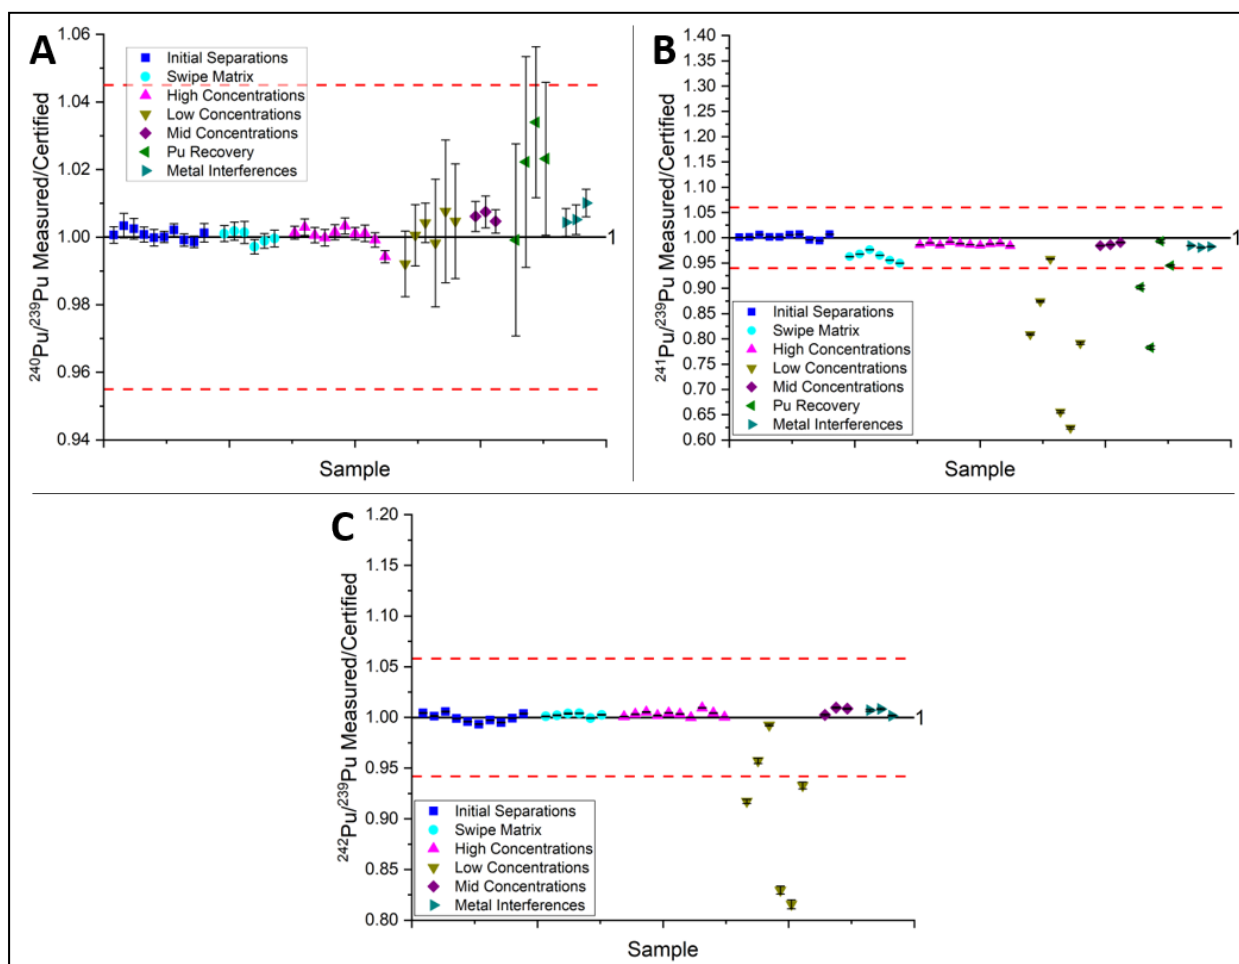 A
1.06
1.04
1.02
1.00
0.98
0.96
0.94
²⁴⁰Pu/²³⁹Pu Measured/Certified
Initial Separations
Swipe Matrix
High Concentrations
Low Concentrations
Mid Concentrations
Pu Recovery
Metal Interferences
1
Sample
B
1.40
1.35
1.30
1.25
1.20
1.15
1.10
1.05
1.00
0.95
0.90
0.85
0.80
0.75
0.70
0.65
0.60
²⁴¹Pu/²³⁹Pu Measured/Certified
1
Initial Separations
Swipe Matrix
High Concentrations
Low Concentrations
Mid Concentrations
Pu Recovery
Metal Interferences
Sample
C
1.20
1.15
1.10
1.05
1.00
0.95
0.90
0.85
0.80
²⁴²Pu/²³⁹Pu Measured/Certified
1
Initial Separations
Swipe Matrix
High Concentrations
Low Concentrations
Mid Concentrations
Metal Interferences
Sample